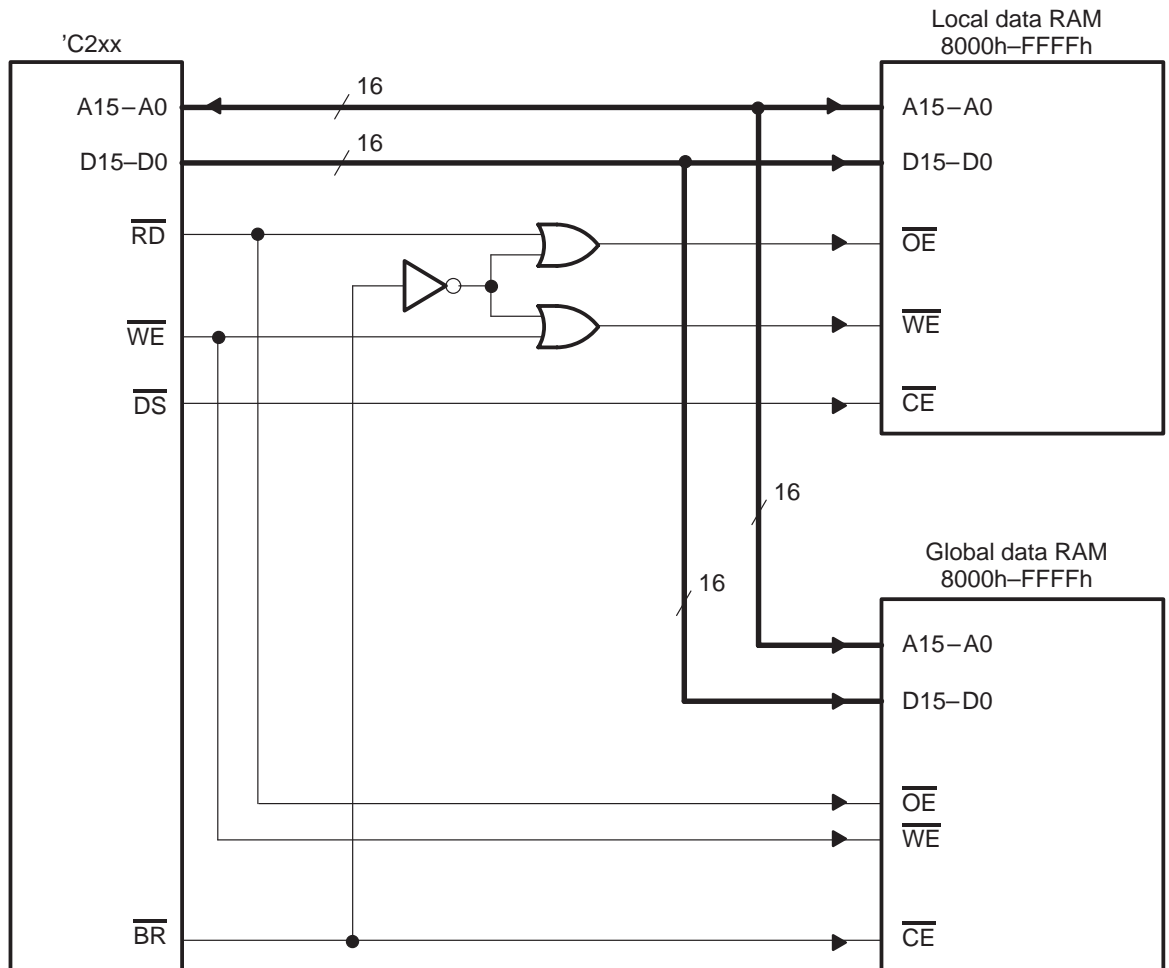 Local data RAM
8000h–FFFFh
’C2xx
16
A15–A0
A15–A0
16
D15–D0
D15–D0
RD
OE
WE
WE
DS
CE
16
Global data RAM
8000h–FFFFh
16
A15–A0
D15–D0
OE
WE
BR
CE